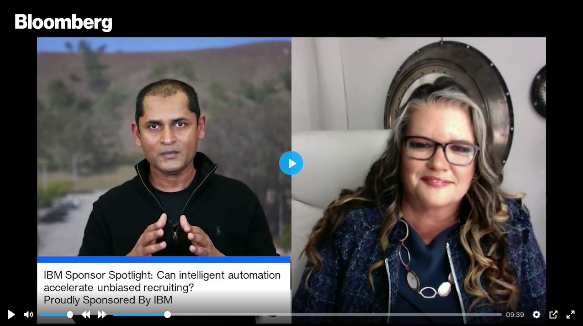 Bloomberg
IBM Sponsor Spotlight: Can intelligent automation
accelerate unbiased recruiting?
Proudly Sponsored By IBM
09:39